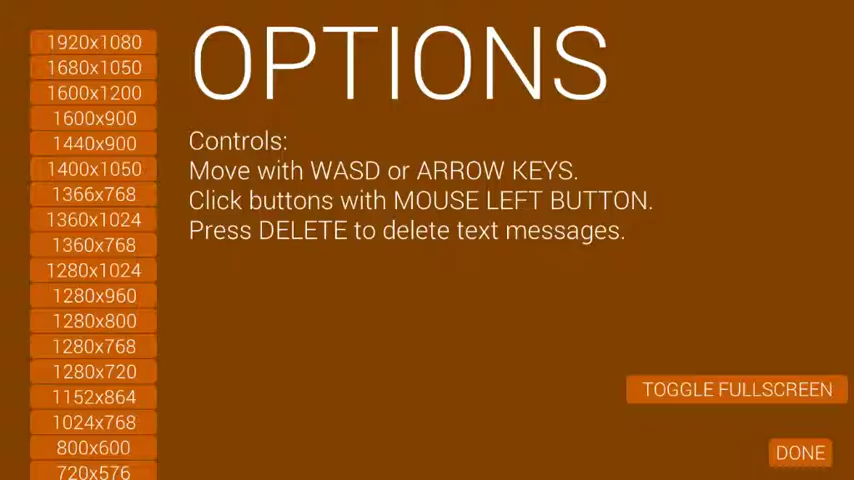 1920x1080
1680x1050
1600x1200
1600x900
1440x900
1400x1050
1366x768
1360x1024
1360x768
1280x1024
1280x960
1280x800
1280x768
1280x720
1152x864
1024x768
800x600
720x576
OPTIONS
Controls:
Move with WASD or ARROW KEYS.
Click buttons with MOUSE LEFT BUTTON.
Press DELETE to delete text messages.
TOGGLE FULLSCREEN
DONE